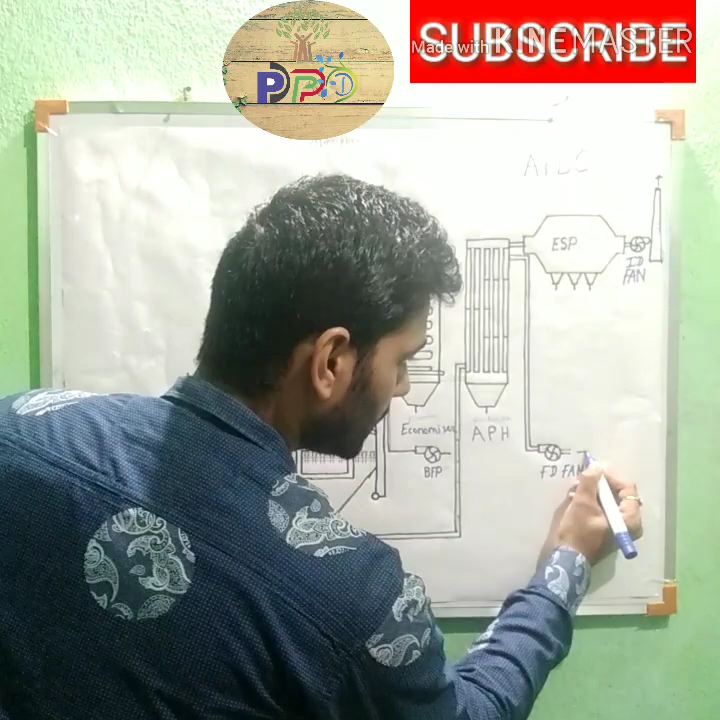 SUBSCRIBE
Made with KINEMASTER
PPD
ESP
ID
FAN
Economiser
APH
BFP
FD FAN